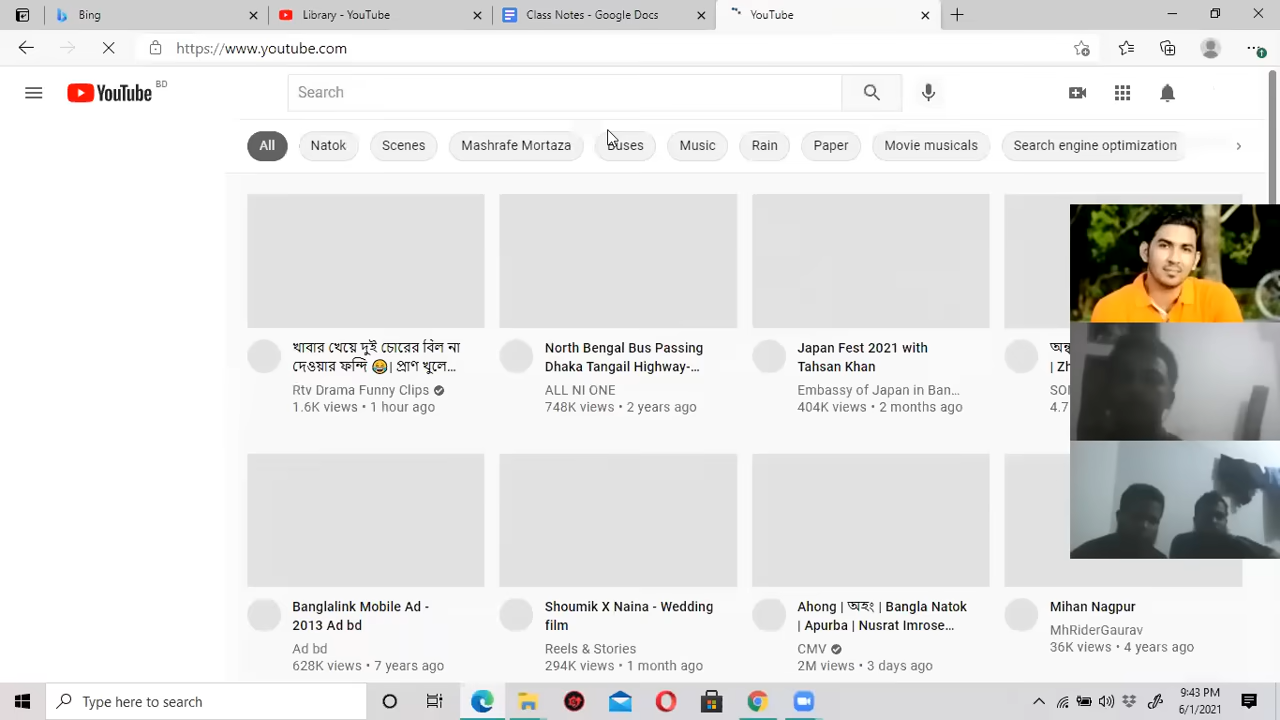 Bing
Library - YouTube
Class - Google Docs
YouTube
https://www.youtube.com
YouTube BD
Search
All
Natok
Scenes
Mashrafe Mortaza
Buses
Music
Rain
Paper
Movie musicals
Search engine optimization
খাবার খেয়ে দুই চোরের বিল না
দেওয়ার ফন্দি 😂| প্রাণ খুলে...
Rtv Drama Funny Clips
1.6K views • 1 hour ago
North Bengal Bus Passing
Dhaka Tangail Highway-...
ALL NI ONE
748K views • 2 years ago
Japan Fest 2021 with
Tahsan Khan
Embassy of Japan in Ban...
404K views • 2 months ago
Banglalink Mobile Ad -
2013 Ad bd
Ad bd
628K views • 7 years ago
Shoumik X Naina - Wedding
film
Reels & Stories
294K views • 1 month ago
Ahong | অহং | Bangla Natok
| Apurba | Nusrat Imrose...
CMV
2M views • 3 days ago
Mihan Nagpur
MhRiderGaurav
36K views • 4 years ago
Type here to search
9:43 PM
6/1/2021